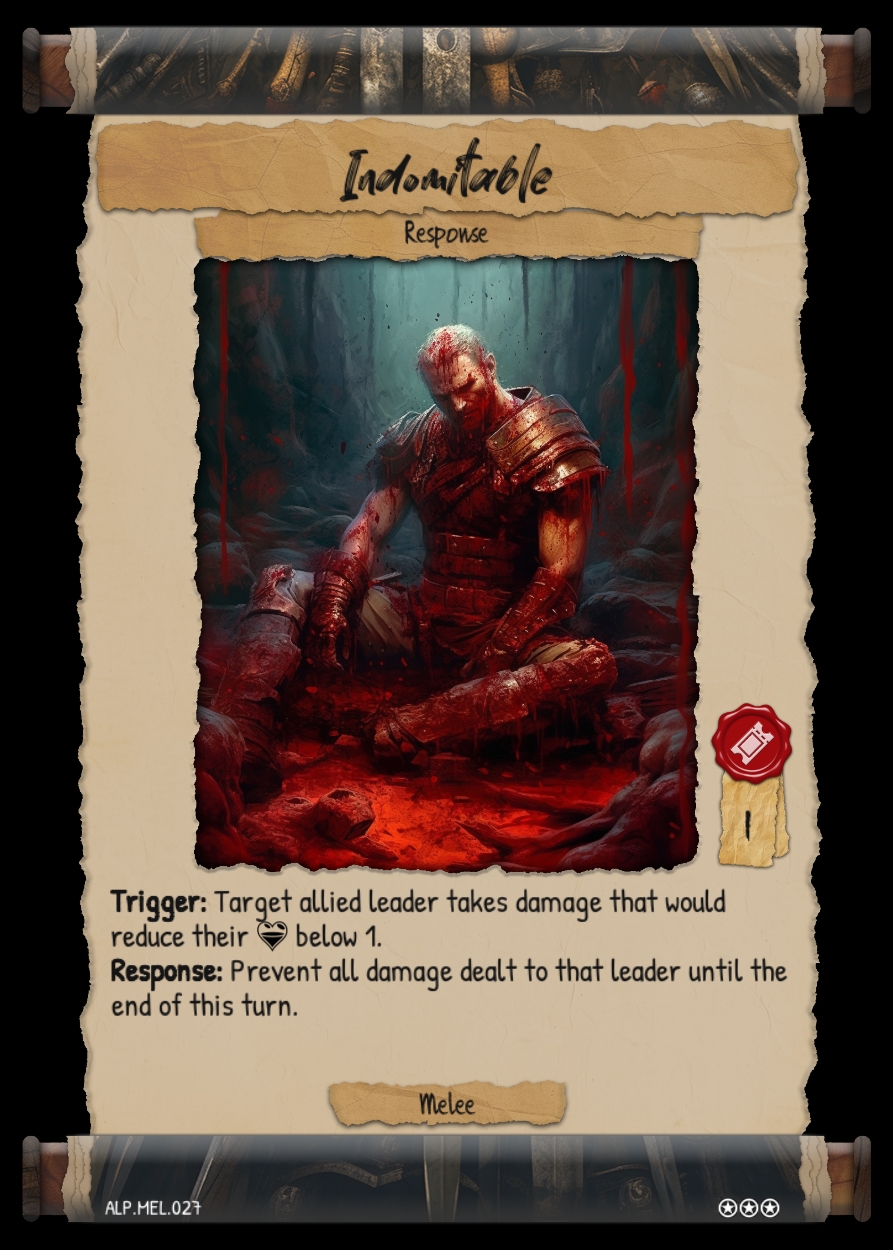 Indomitable
Response
1
Trigger: Target allied leader takes damage that would
reduce their below 1.
Response: Prevent all damage dealt to that leader until the
end of this turn.
Melee
ALP.MEL.027